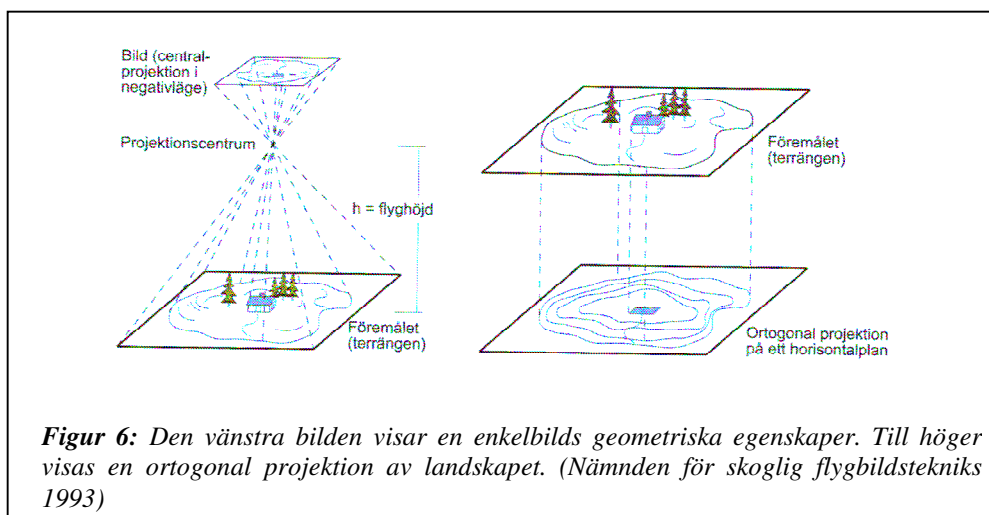 Bild (central-
projektion i
negativläge)
Projektionscentrum
h = flyghöjd
Föremålet
(terrängen)
Föremålet
(terrängen)
Ortogonal projektion
på ett horisontalplan
Figur 6: Den vänstra bilden visar en enkelbilds geometriska egenskaper. Till höger
visas en ortogonal projektion av landskapet. (Nämnden för skoglig flygbildstekniks
1993)